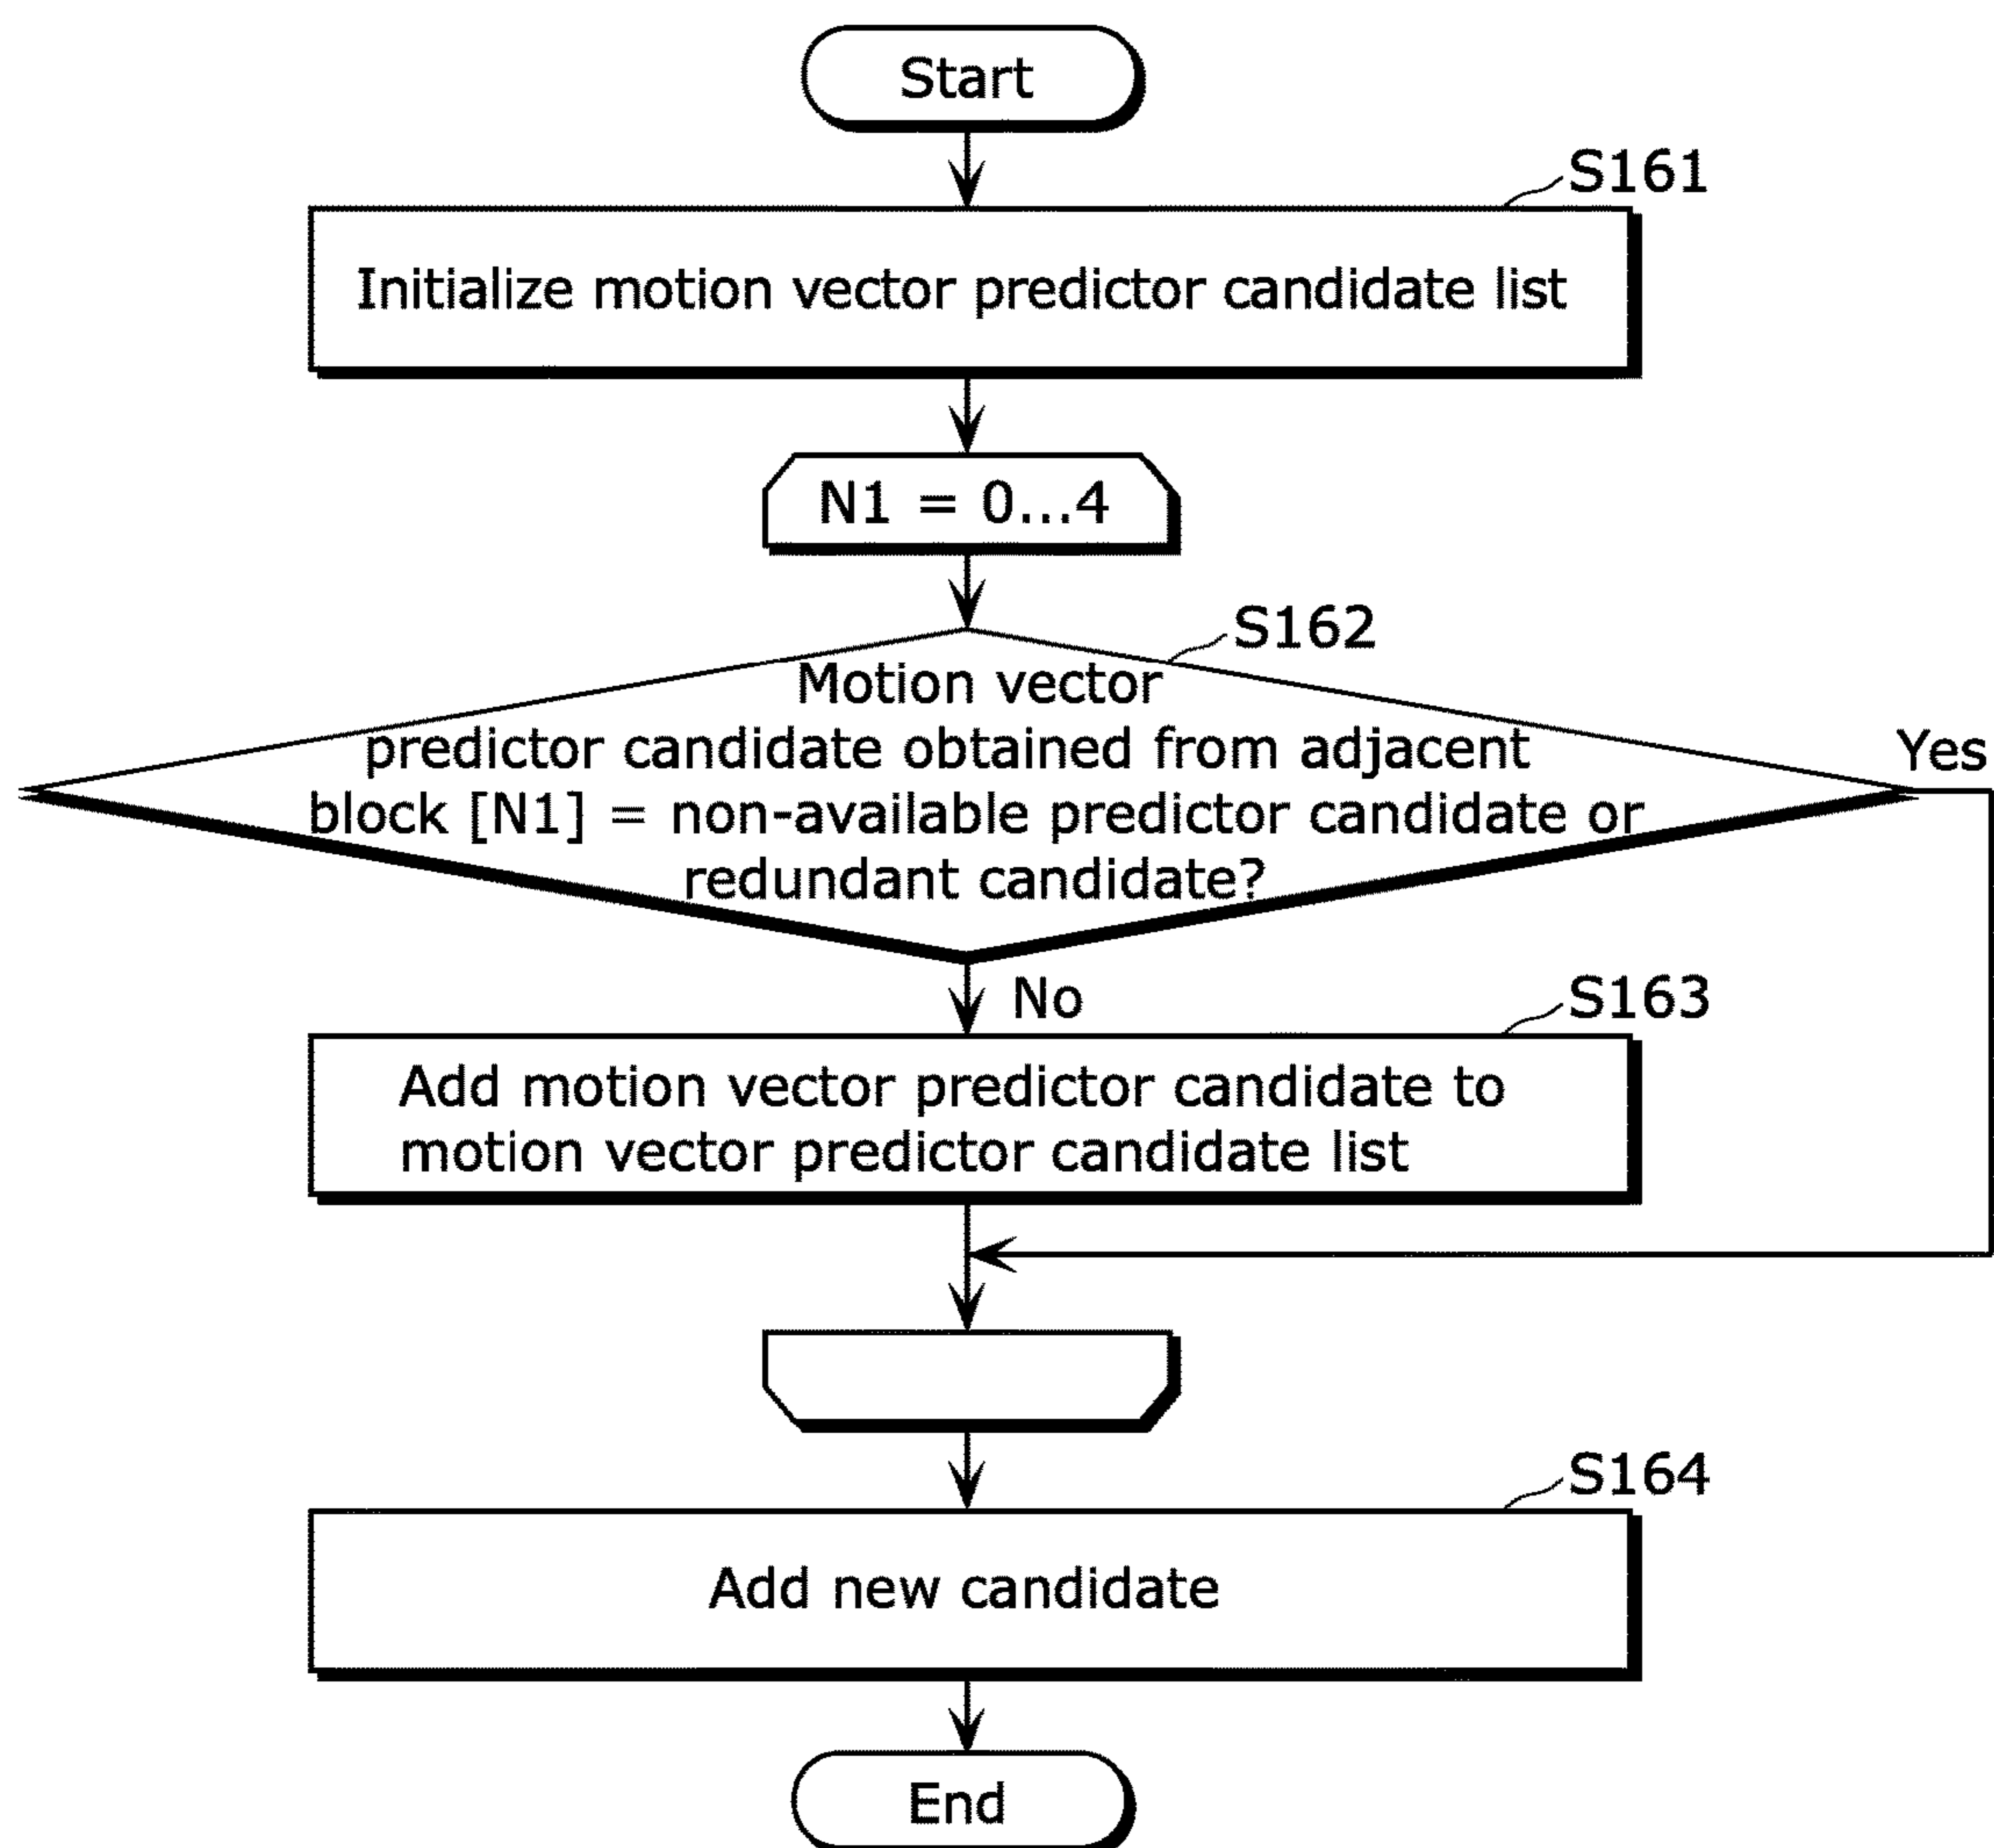 Start
S161
Initialize motion vector predictor candidate list
N1 = 0...4
S162
Motion vector
predictor candidate obtained from adjacent
block [N1] = non-available predictor candidate or
redundant candidate?
Yes
No
S163
Add motion vector predictor candidate to
motion vector predictor candidate list
S164
Add new candidate
End